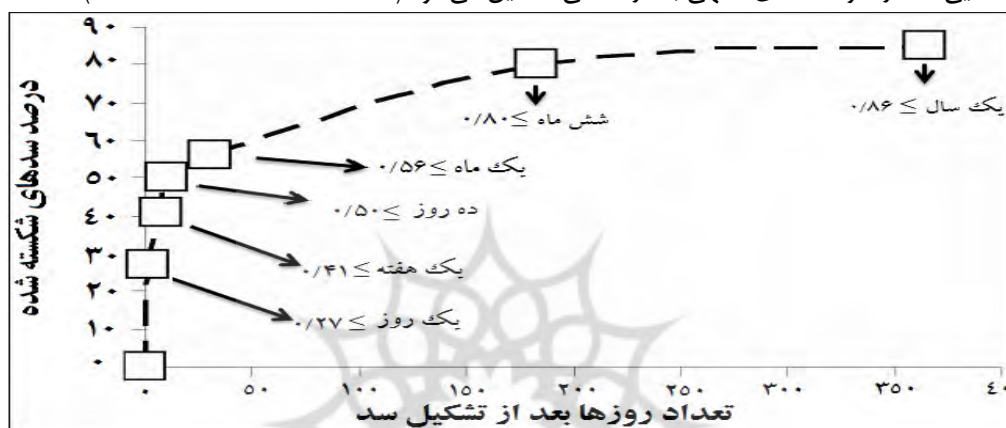 ۹۰
۸۰
۷۰
۶۰
۵۰
۴۰
۳۰
۲۰
۱۰
۰
درصد سدهای شکسته شده
یک سال ≥ ۰/۸۶
شش ماه ≥ ۰/۸۰
یک ماه ≥ ۰/۵۶
ده روز ≥ ۰/۵۰
یک هفته ≥ ۰/۴۱
یک روز ≥ ۰/۲۷
۰ ۵۰ ۱۰۰ ۱۵۰ ۲۰۰ ۲۵۰ ۳۰۰ ۳۵۰ ٤۰
تعداد روزها بعد از تشکیل سد